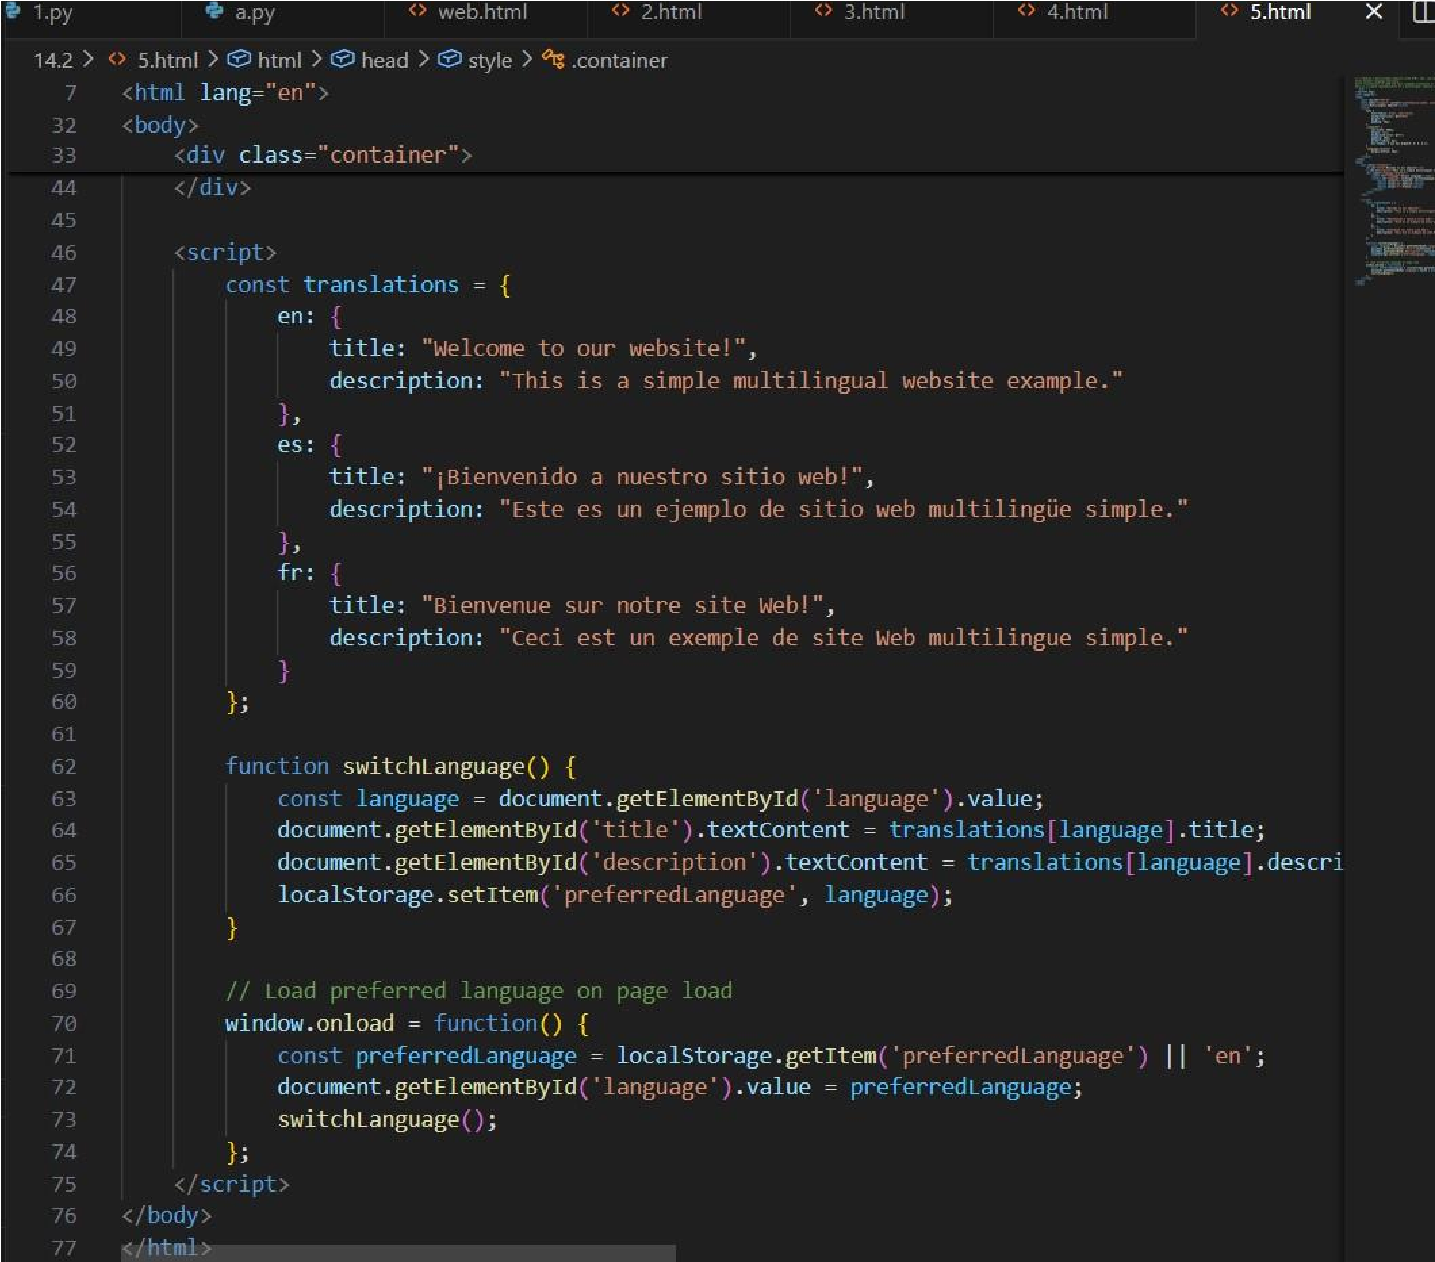 1.py a.py web.html 2.html 3.html 4.html 5.html
14.2 > 5.html > html > head > style > .container
7 <html lang="en">
32 <body>
33 <div class="container">
44 </div>
45
46 <script>
47 const translations = {
48 en: {
49 title: "Welcome to our website!",
50 description: "This is a simple multilingual website example."
51 },
52 es: {
53 title: "¡Bienvenido a nuestro sitio web!",
54 description: "Este es un ejemplo de sitio web multilingüe simple."
55 },
56 fr: {
57 title: "Bienvenue sur notre site Web!",
58 description: "Ceci est un exemple de site Web multilingue simple."
59 }
60 };
61
62 function switchLanguage() {
63 const language = document.getElementById('language').value;
64 document.getElementById('title').textContent = translations[language].title;
65 document.getElementById('description').textContent = translations[language].descri
66 localStorage.setItem('preferredLanguage', language);
67 }
68
69 // Load preferred language on page load
70 window.onload = function() {
71 const preferredLanguage = localStorage.getItem('preferredLanguage') || 'en';
72 document.getElementById('language').value = preferredLanguage;
73 switchLanguage();
74 };
75 </script>
76 </body>
77 </html>